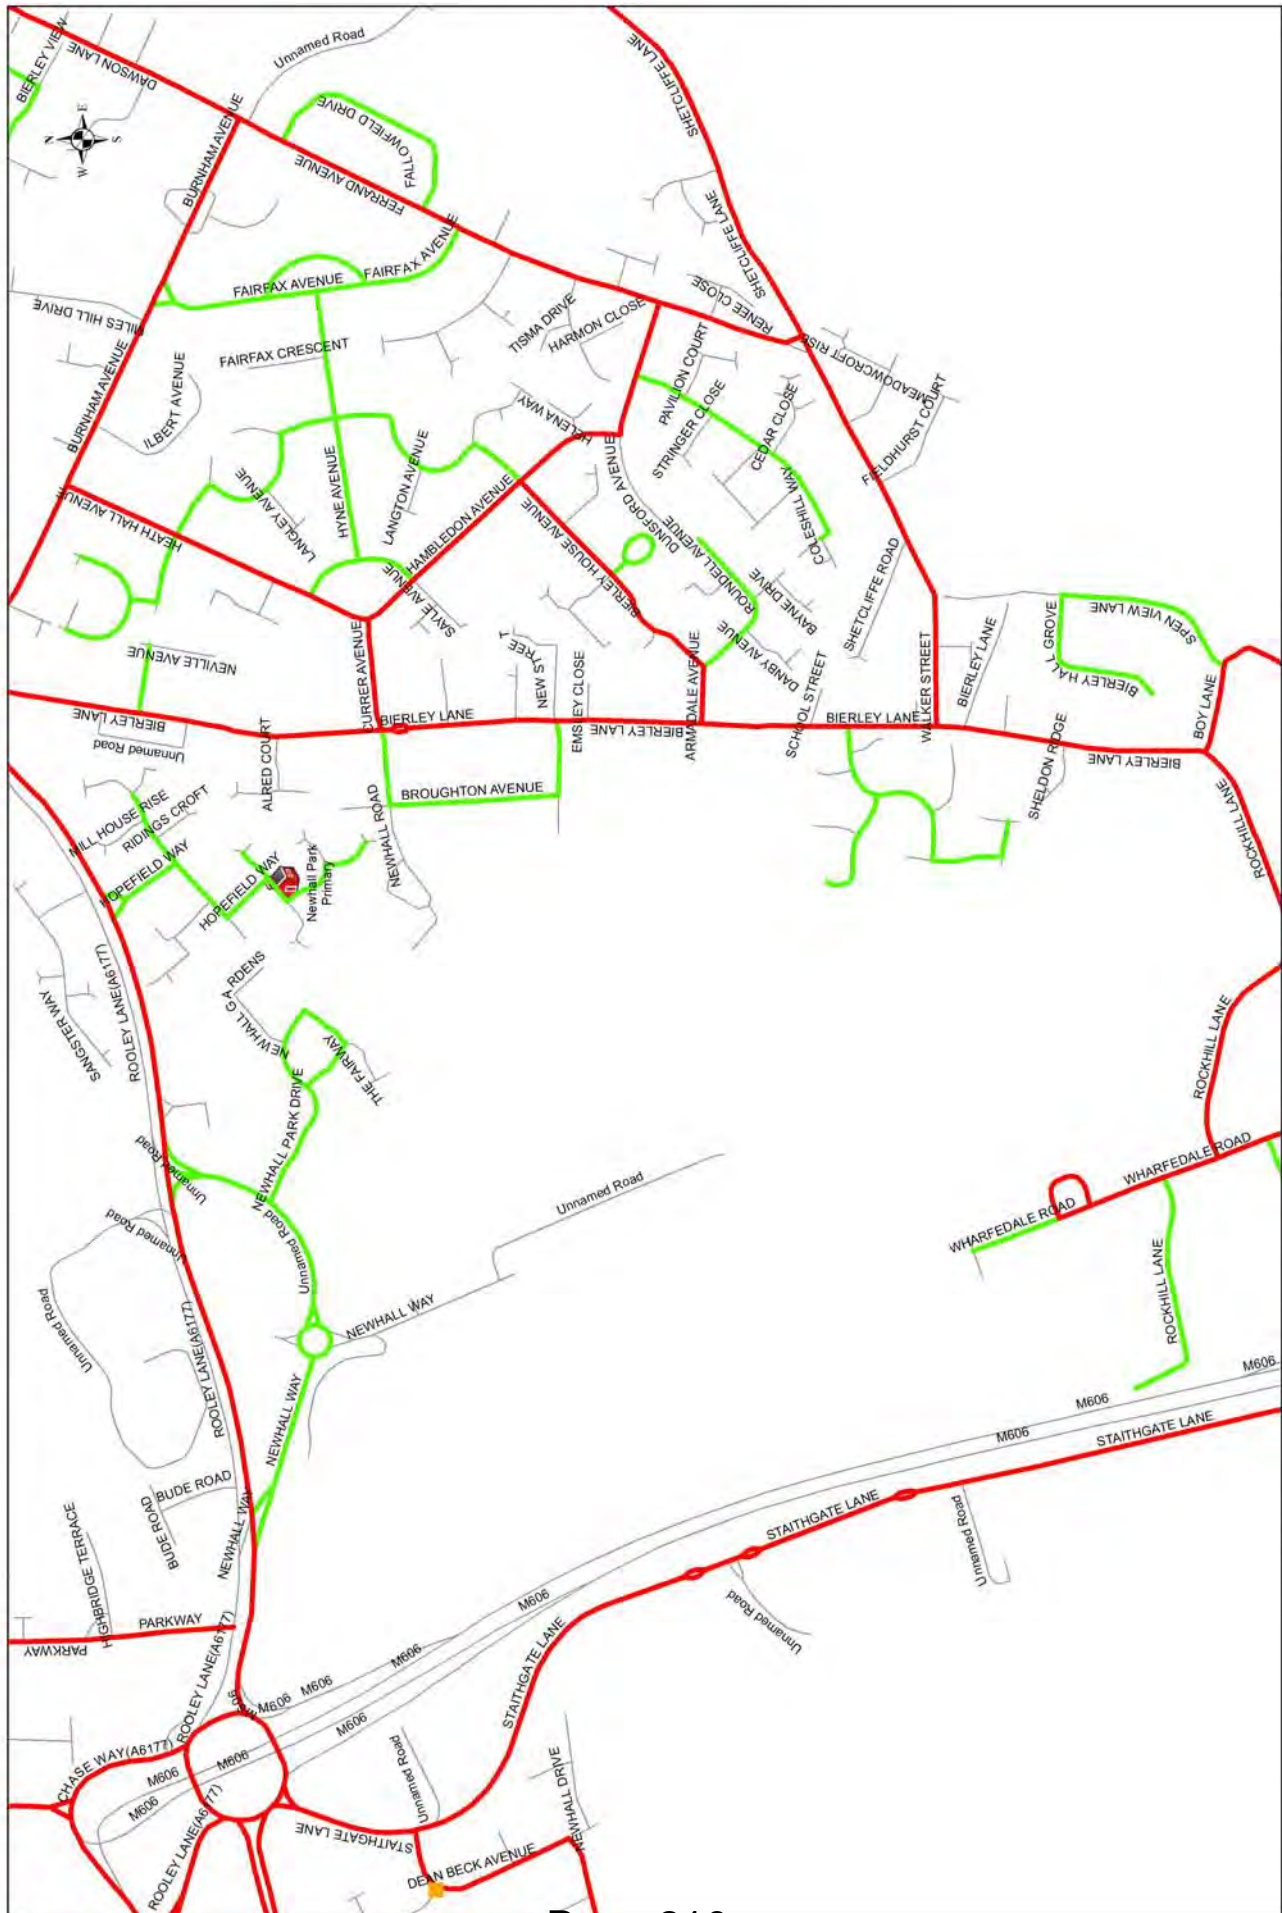 BIERLEY VIEW
DAWSON LANE
Unnamed Road
SHETCLIFFE LANE
N
E
S
W
BURNHAM AVENUE
FALLOWFIELD DRIVE
FERRAND AVENUE
SHETCLIFFE LANE
FAIRFAX AVENUE
FAIRFAX AVENUE
MILES HILL DRIVE
RENEE CLOSE
TISMA DRIVE
HARMON CLOSE
FAIRFAX CRESCENT
PAVILION COURT
MEADOWCROFT RISE
BURNHAM AVENUE
ILBERT AVENUE
HELENA WAY
STRINGER CLOSE
CEDAR CLOSE
FIELDHURST COURT
HEATH HALL AVENUE
LANGLEY AVENUE
HYNE AVENUE
LANGTON AVENUE
HAMBLEDON AVENUE
BIERLEY HOUSE AVENUE
DUNSFORD AVENUE
COLESHILL WAY
ROUNDELL AVENUE
SAYLE AVENUE
BAYNE DRIVE
SHETCLIFFE ROAD
NEVILLE AVENUE
CURRER AVENUE
NEW STREE T
EMSLEY CLOSE
ARMADALE AVENUE
DANBY AVENUE
SCHOOL STREET
WALKER STREET
BIERLEY LANE
BIERLEY HALL GROVE
SPEN VIEW LANE
BOY LANE
BIERLEY LANE
Unnamed Road
BIERLEY LANE
BIERLEY LANE
BIERLEY LANE
BIERLEY LANE
ALRED COURT
SHELDON RIDGE
BROUGHTON AVENUE
NEWHALL ROAD
ROCKHILL LANE
MILL HOUSE RISE
RIDINGS CROFT
HOPEFIELD WAY
HOPEFIELD WAY
Newhall Park
Primary
SANGSTER WAY
ROOLEY LANE(A6177)
NEWHALL G A RDENS
THE FAIRWAY
NEWHALL PARK DRIVE
ROCKHILL LANE
Unnamed Road
Unnamed Road
Unnamed Road
Unnamed Road
WHARFEDALE ROAD
WHARFEDALE ROAD
Unnamed Road
NEWHALL WAY
ROCKHILL LANE
ROOLEY LANE(A6177)
NEWHALL WAY
M606
M606
M606
STAITHGATE LANE
BUDE ROAD
BUDE ROAD
HIGHBRIDGE TERRACE
NEWHALL WAY
STAITHGATE LANE
Unnamed Road
Unnamed Road
M606
PARKWAY
PARKWAY
ROOLEY LANE(A6177)
M606
M606
M606
M606
M606
STAITHGATE LANE
CHASE WAY(A6177)
M606
M606
M606
Unnamed Road
NEWHALL DRIVE
ROOLEY LANE(A6177)
STAITHGATE LANE
DEAN BECK AVENUE